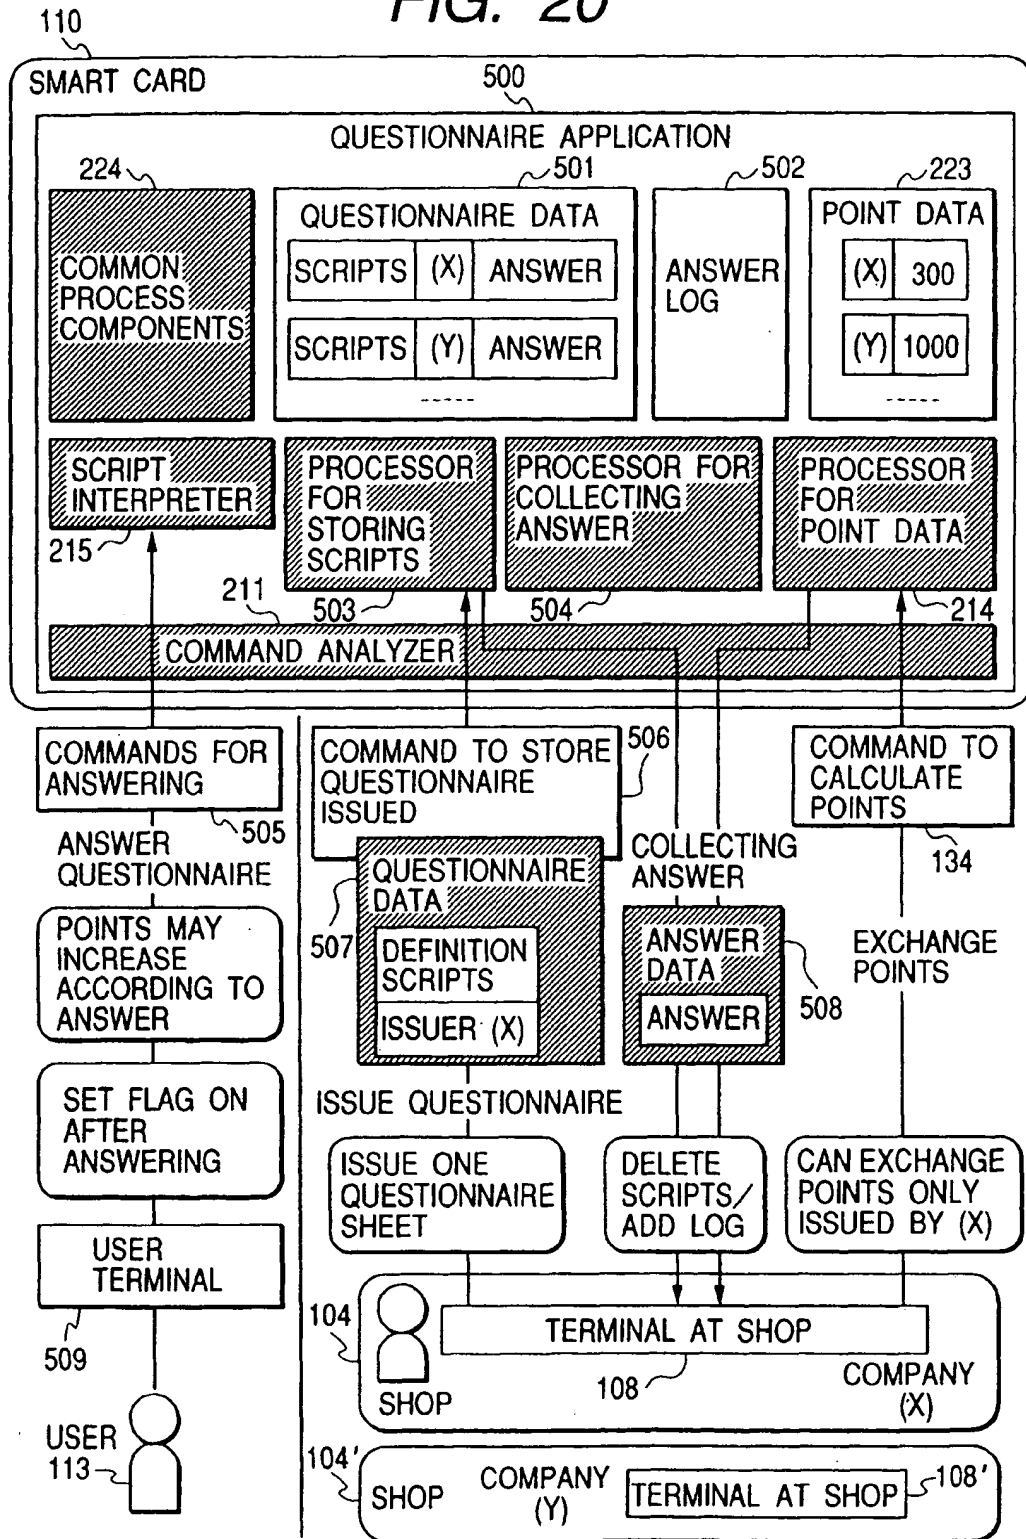 FIG. 20
110
SMART CARD
500
QUESTIONNAIRE APPLICATION
224
501
502
223
COMMON
PROCESS
COMPONENTS
QUESTIONNAIRE DATA
SCRIPTS (X) ANSWER
SCRIPTS (Y) ANSWER
-----
ANSWER
LOG
POINT DATA
(X) 300
(Y) 1000
-----
SCRIPT
INTERPRETER
215
PROCESSOR
FOR
STORING
SCRIPTS
503
PROCESSOR FOR
COLLECTING
ANSWER
504
PROCESSOR
FOR
POINT DATA
214
211
COMMAND ANALYZER
COMMANDS FOR
ANSWERING
505
ANSWER
QUESTIONNAIRE
POINTS MAY
INCREASE
ACCORDING TO
ANSWER
SET FLAG ON
AFTER
ANSWERING
USER
TERMINAL
509
USER
113
COMMAND TO STORE
QUESTIONNAIRE
ISSUED
506
QUESTIONNAIRE
DATA
507
DEFINITION
SCRIPTS
ISSUER (X)
ISSUE QUESTIONNAIRE
ISSUE ONE
QUESTIONNAIRE
SHEET
COLLECTING
ANSWER
ANSWER
DATA
ANSWER
508
DELETE
SCRIPTS/
ADD LOG
COMMAND TO
CALCULATE
POINTS
134
EXCHANGE
POINTS
CAN EXCHANGE
POINTS ONLY
ISSUED BY (X)
104
TERMINAL AT SHOP
108
SHOP
COMPANY
(X)
104'
SHOP
COMPANY
(Y)
TERMINAL AT SHOP
108'